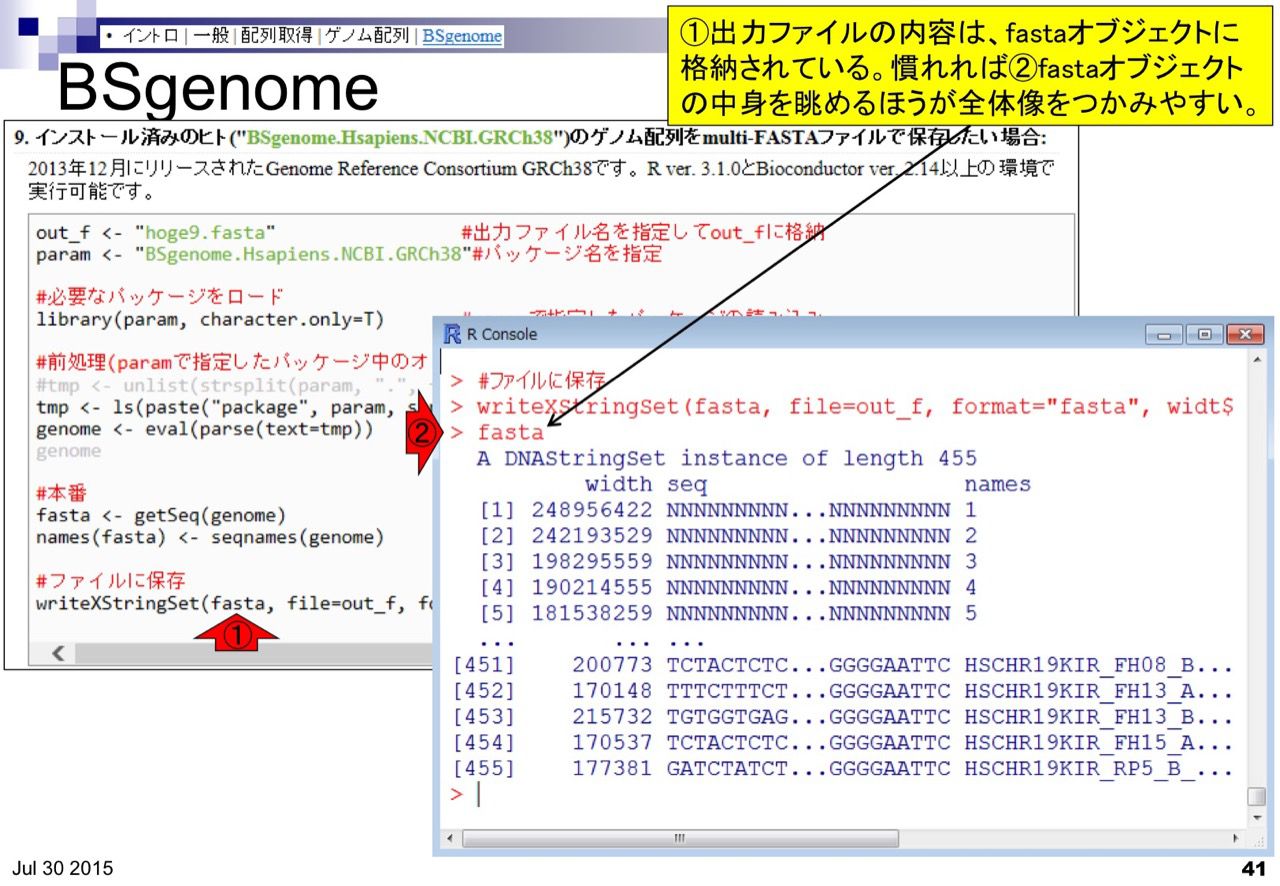 • イントロ | 一般 | 配列取得 | ゲノム配列 | BSgenome
BSgenome
①出力ファイルの内容は、fastaオブジェクトに
格納されている。慣れれば②fastaオブジェクト
の中身を眺めるほうが全体像をつかみやすい。
9. インストール済みのヒト("BSgenome.Hsapiens.NCBI.GRCh38")のゲノム配列をmulti-FASTAファイルで保存したい場合:
2013年12月にリリースされたGenome Reference Consortium GRCh38です。R ver. 3.1.0とBioconductor ver. 2.14以上の環境で
実行可能です。
out_f <- "hoge9.fasta" #出力ファイル名を指定してout_fに格納
param <- "BSgenome.Hsapiens.NCBI.GRCh38"#パッケージ名を指定
#必要なパッケージをロード
library(param, character.only=T)
#前処理(paramで指定したパッケージ中のオ
#tmp <- unlist(strsplit(param, ".",
tmp <- ls(paste("package", param, s
genome <- eval(parse(text=tmp))
genome
#本番
fasta <- getSeq(genome)
names(fasta) <- seqnames(genome)
#ファイルに保存
writeXStringSet(fasta, file=out_f, fo
①
②
R Console
> #ファイルに保存
> writeXStringSet(fasta, file=out_f, format="fasta", widt$
> fasta
A DNAStringSet instance of length 455
width seq names
[1] 248956422 NNNNNNNNN...NNNNNNNNN 1
[2] 242193529 NNNNNNNNN...NNNNNNNNN 2
[3] 198295559 NNNNNNNNN...NNNNNNNNN 3
[4] 190214555 NNNNNNNNN...NNNNNNNNN 4
[5] 181538259 NNNNNNNNN...NNNNNNNNN 5
... ... ...
[451] 200773 TCTACTCTC...GGGGAATTC HSCHR19KIR_FH08_B...
[452] 170148 TTTCTTTCT...GGGGAATTC HSCHR19KIR_FH13_A...
[453] 215732 TGTGGTGAG...GGGGAATTC HSCHR19KIR_FH13_B...
[454] 170537 TCTACTCTC...GGGGAATTC HSCHR19KIR_FH15_A...
[455] 177381 GATCTATCT...GGGGAATTC HSCHR19KIR_RP5_B_...
>
Jul 30 2015
41